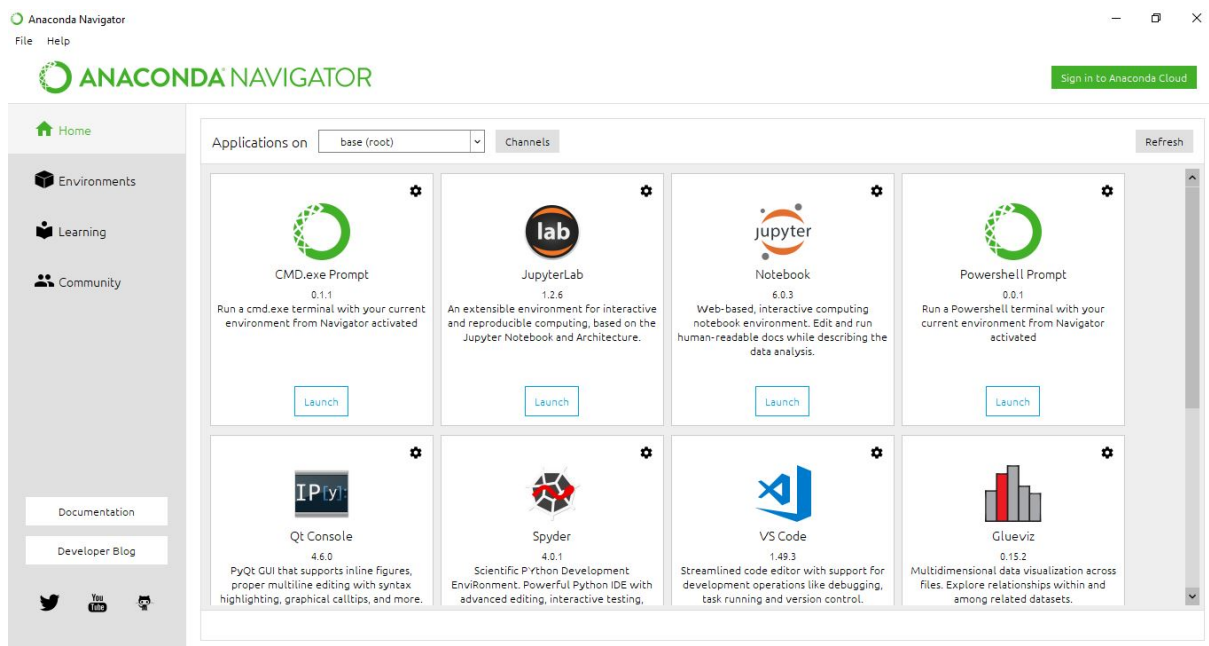 Anaconda Navigator
File Help
ANACONDA NAVIGATOR
Sign in to Anaconda Cloud
Home
Environments
Learning
Community
Documentation
Developer Blog
You
Tube
Applications on base (root) Channels Refresh
CMD.exe Prompt
0.1.1
Run a cmd.exe terminal with your current
environment from Navigator activated
Launch
lab
JupyterLab
1.2.6
An extensible environment for interactive
and reproducible computing, based on the
Jupyter Notebook and Architecture.
Launch
jupyter
Notebook
6.0.3
Web-based, interactive computing
notebook environment. Edit and run
human-readable docs while describing the
data analysis.
Launch
Powershell Prompt
0.0.1
Run a Powershell terminal with your
current environment from Navigator
activated
Launch
IP[y]:
Qt Console
4.6.0
PyQt GUI that supports inline figures,
proper multiline editing with syntax
highlighting, graphical calltips, and more.
Spyder
4.0.1
Scientific PYthon Development
EnviRonment. Powerful Python IDE with
advanced editing, interactive testing,
VS Code
1.49.3
Streamlined code editor with support for
development operations like debugging,
task running and version control.
Glueviz
0.15.2
Multidimensional data visualization across
files. Explore relationships within and
among related datasets.